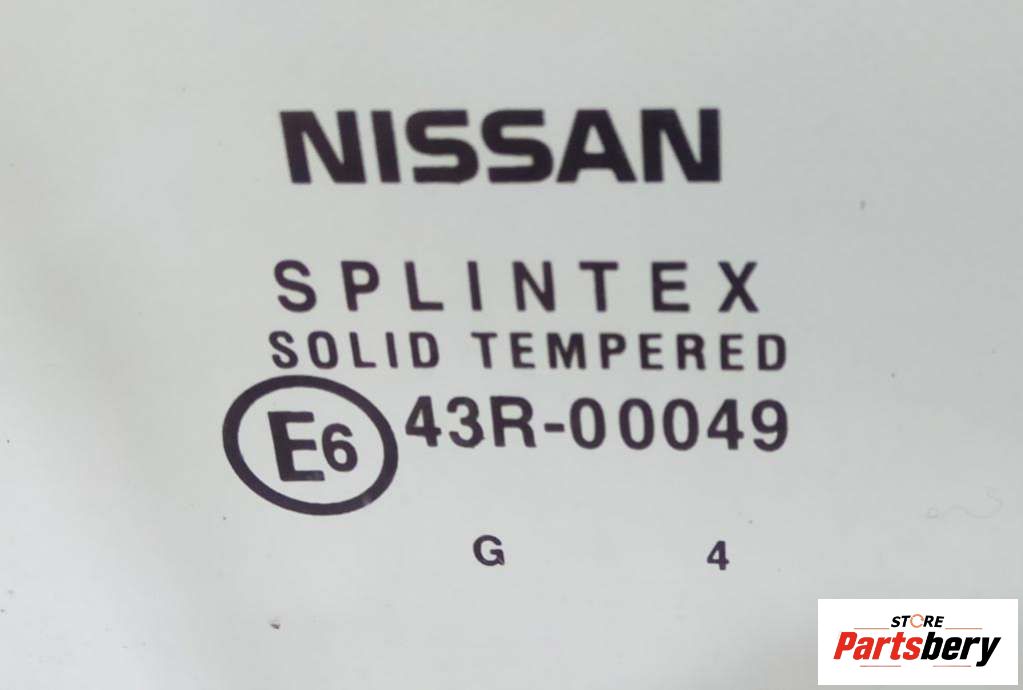 NISSAN
SPLINTEX
SOLID TEMPERED
E6 43R-00049
G 4
STORE
Partsbery